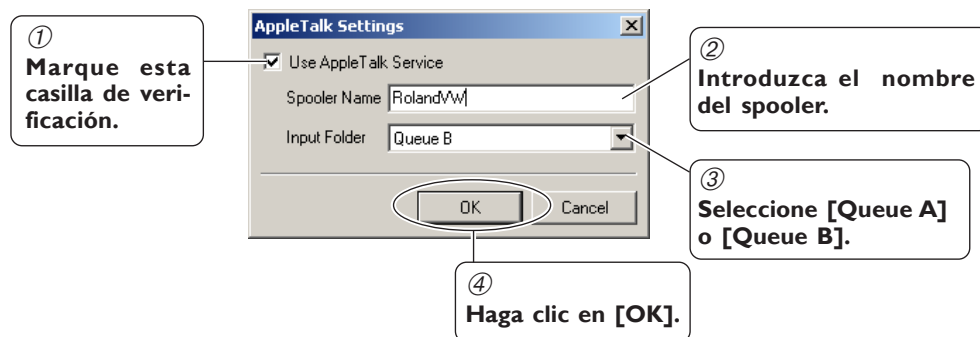 ①
Marque esta
casilla de veri-
ficación.
AppleTalk Settings
Use AppleTalk Service
Spooler Name RolandVW
Input Folder Queue B
OK Cancel
②
Introduzca el nombre
del spooler.
③
Seleccione [Queue A]
o [Queue B].
④
Haga clic en [OK].